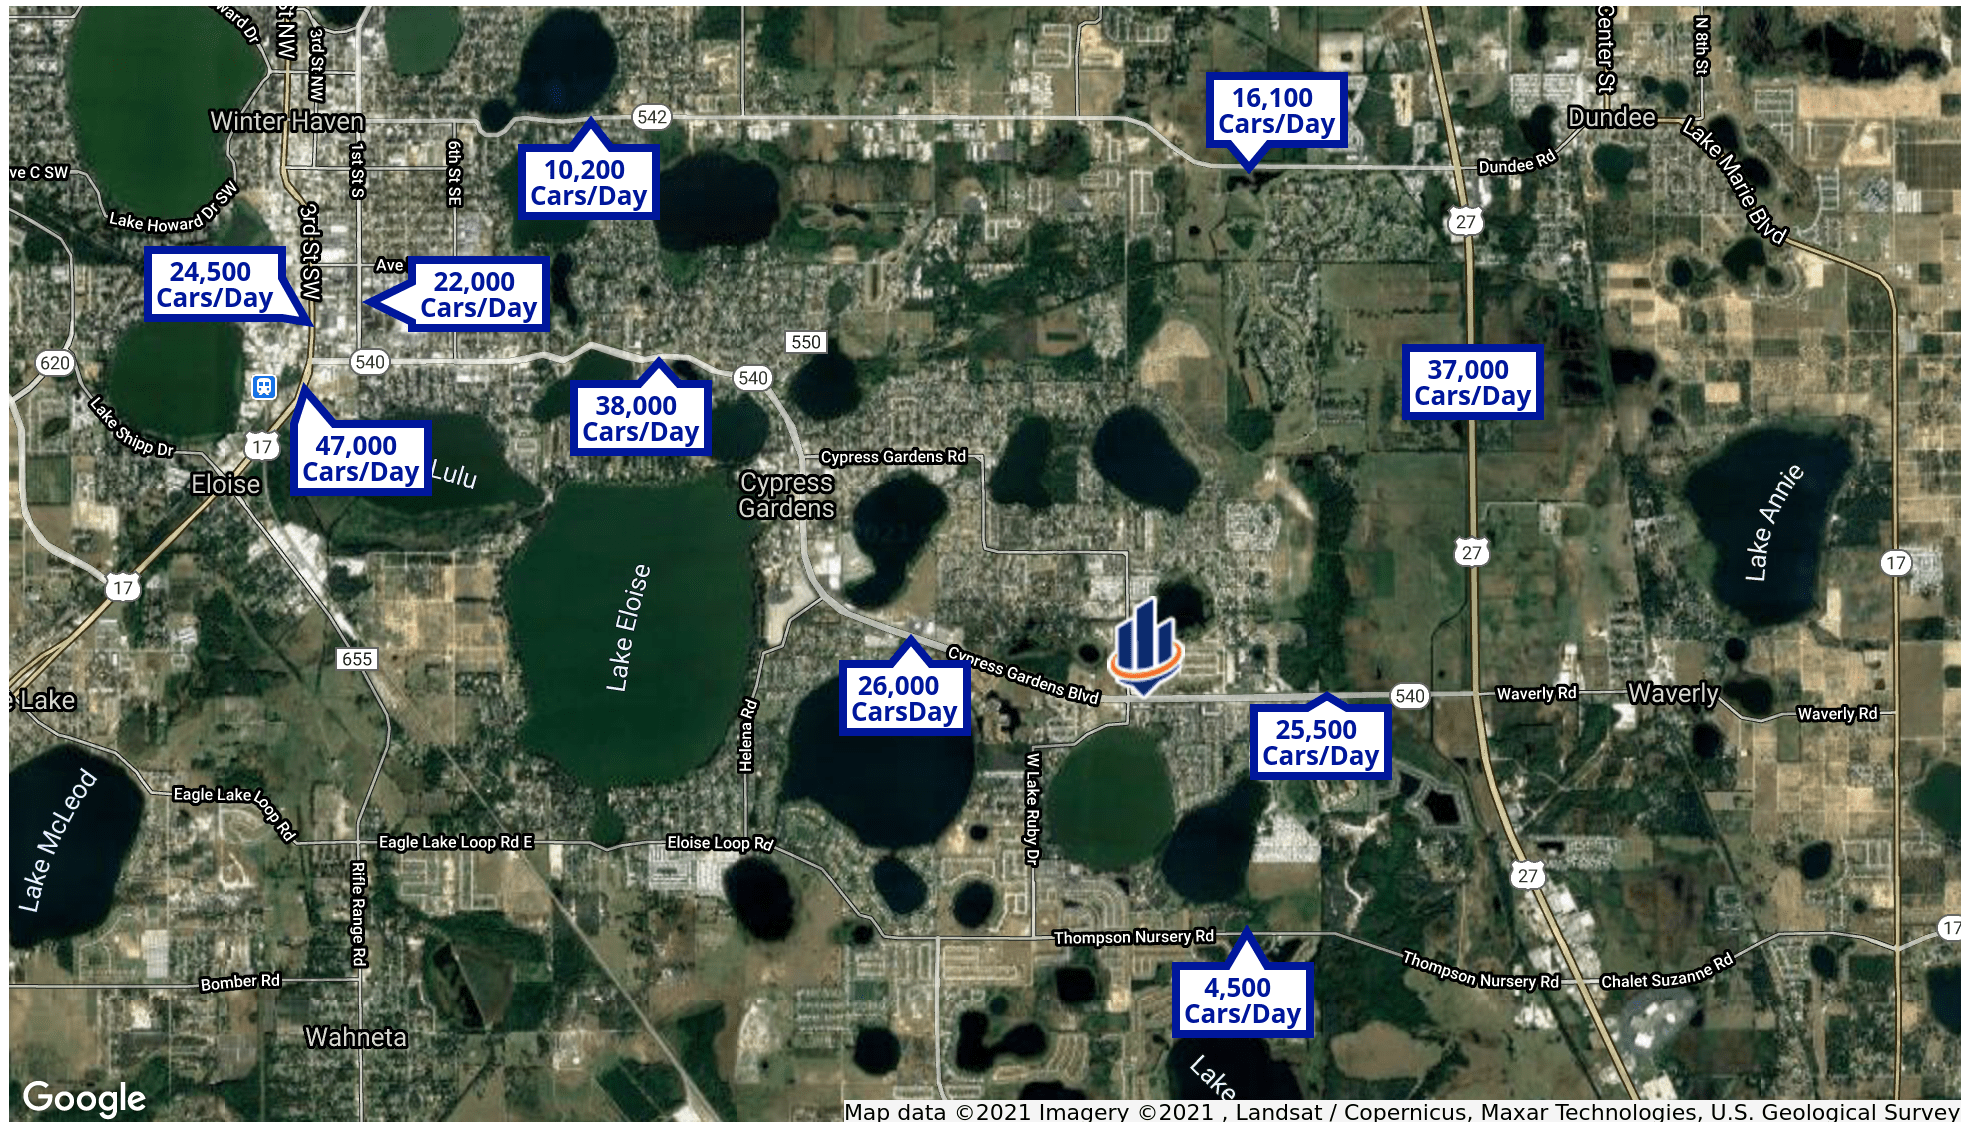 ward Dr
St NW
3rd St NW
Center St
N 8th St
16,100
Cars/Day
Winter Haven
542
Dundee
Lake Marie Blvd
1st St S
6th St SE
10,200
Cars/Day
Dundee Rd
ve C SW
Lake Howard Dr SW
3rd St SW
27
24,500
Cars/Day
Ave
22,000
Cars/Day
550
620
540
540
37,000
Cars/Day
38,000
Cars/Day
Lake Shipp Dr
17
47,000
Cars/Day
Lulu
Eloise
Cypress Gardens Rd
Cypress
Gardens
Lake Annie
27
17
17
Lake Eloise
655
Cypress Gardens Blvd
26,000
CarsDay
e Lake
540
Waverly Rd
Waverly
Waverly Rd
25,500
Cars/Day
Helena Rd
W Lake Ruby Dr
Lake McLeod
Eagle Lake Loop Rd
Eagle Lake Loop Rd E
Eloise Loop Rd
27
Rifle Range Rd
Thompson Nursery Rd
17
Thompson Nursery Rd
Chalet Suzanne Rd
Bomber Rd
4,500
Cars/Day
Wahneta
Lake
Google
Map data ©2021 Imagery ©2021 , Landsat / Copernicus, Maxar Technologies, U.S. Geological Survey